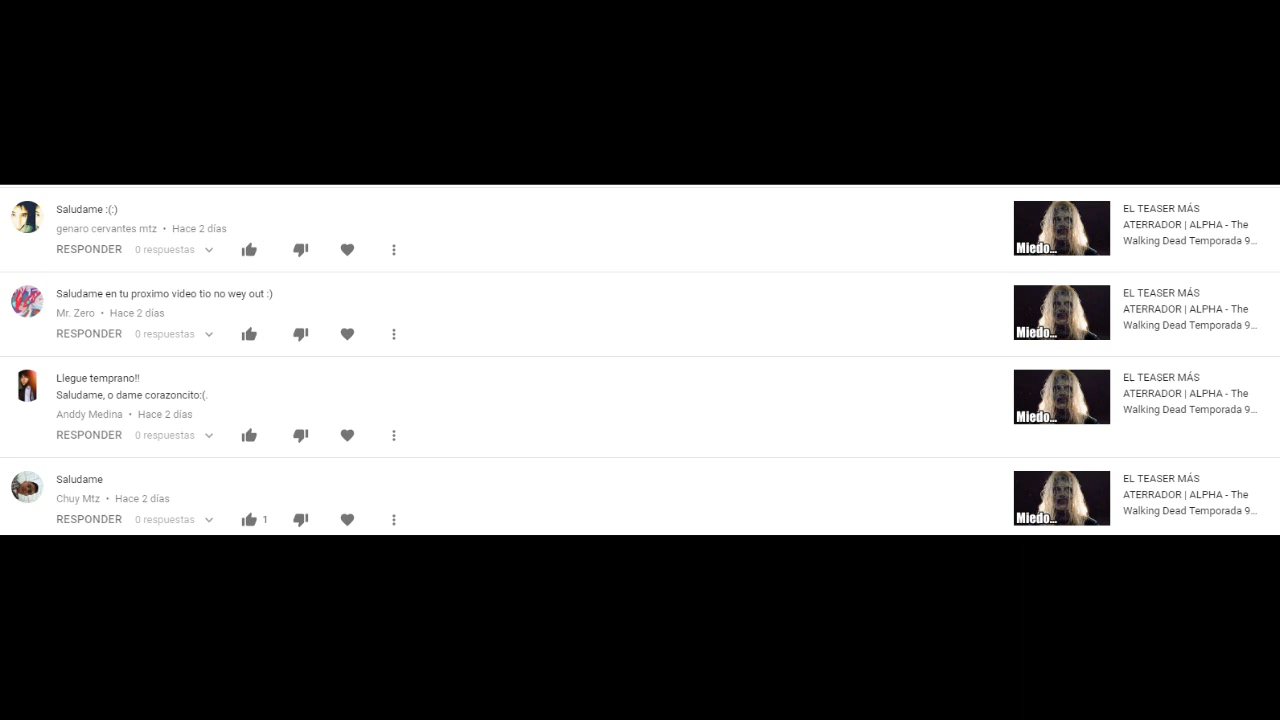 Saludame :(;)
genaro cervantes mtz • Hace 2 días
RESPONDER 0 respuestas
Miedo...
EL TEASER MÁS
ATERRADOR | ALPHA - The
Walking Dead Temporada 9...
Saludame en tu proximo video tio no wey out :)
Mr. Zero • Hace 2 días
RESPONDER 0 respuestas
Miedo...
EL TEASER MÁS
ATERRADOR | ALPHA - The
Walking Dead Temporada 9...
Llegue temprano!!
Saludame, o dame corazoncito:(.
Anddy Medina • Hace 2 días
RESPONDER 0 respuestas
Miedo...
EL TEASER MÁS
ATERRADOR | ALPHA - The
Walking Dead Temporada 9...
Saludame
Chuy Mtz • Hace 2 días
RESPONDER 0 respuestas 1
Miedo...
EL TEASER MÁS
ATERRADOR | ALPHA - The
Walking Dead Temporada 9...